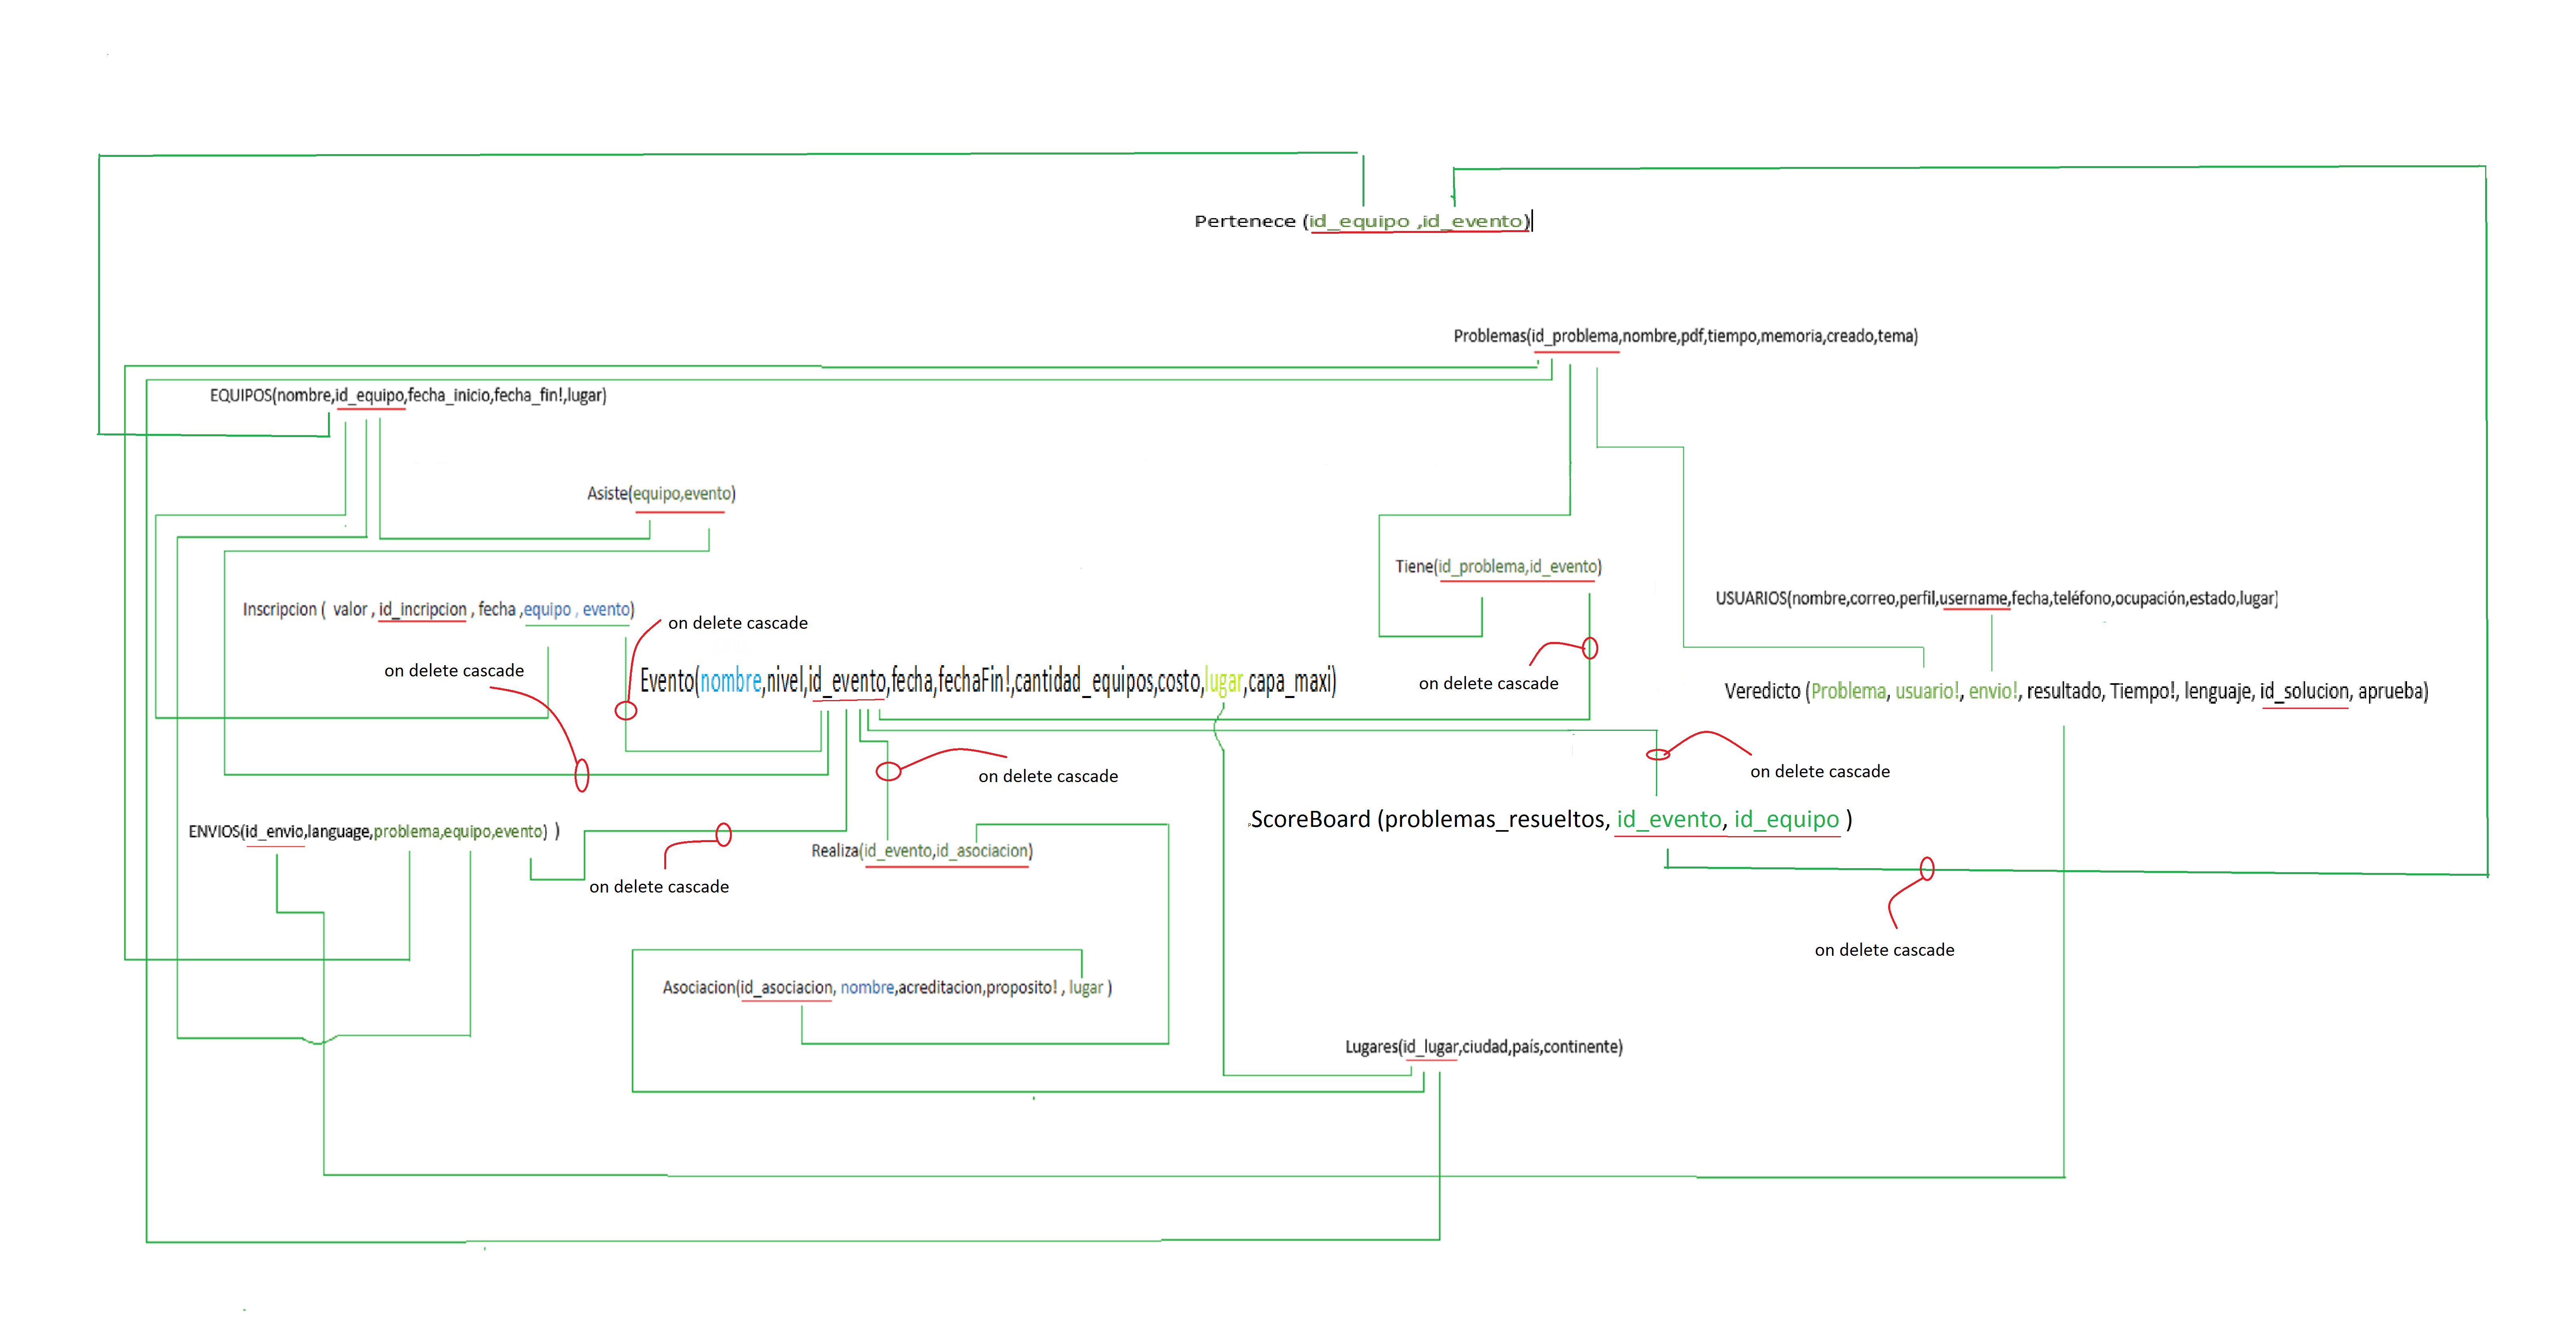 Pertenece (id_equipo ,id_evento)
Problemas(id_problema,nombre,pdf,tiempo,memoria,creado,tema)
EQUIPOS(nombre,id_equipo,fecha_inicio,fecha_fin!,lugar)
Asiste(equipo,evento)
Tiene(id_problema,id_evento)
Inscripcion ( valor , id_incripcion , fecha ,equipo , evento)
USUARIOS(nombre,correo,perfil,username,fecha,teléfono,ocupación,estado,lugar)
on delete cascade
on delete cascade
Evento(nombre,nivel,id_evento,fecha,fechaFin!,cantidad_equipos,costo,lugar,capa_maxi)
on delete cascade
Veredicto (Problema, usuario!, envio!, resultado, Tiempo!, lenguaje, id_solucion, aprueba)
on delete cascade
on delete cascade
ENVIOS(id_envio,language,problema,equipo,evento) )
Realiza(id_evento,id_asociacion)
ScoreBoard (problemas_resueltos, id_evento, id_equipo )
on delete cascade
on delete cascade
Asociacion(id_asociacion, nombre,acreditacion,proposito! , lugar )
Lugares(id_lugar,ciudad,país,continente)